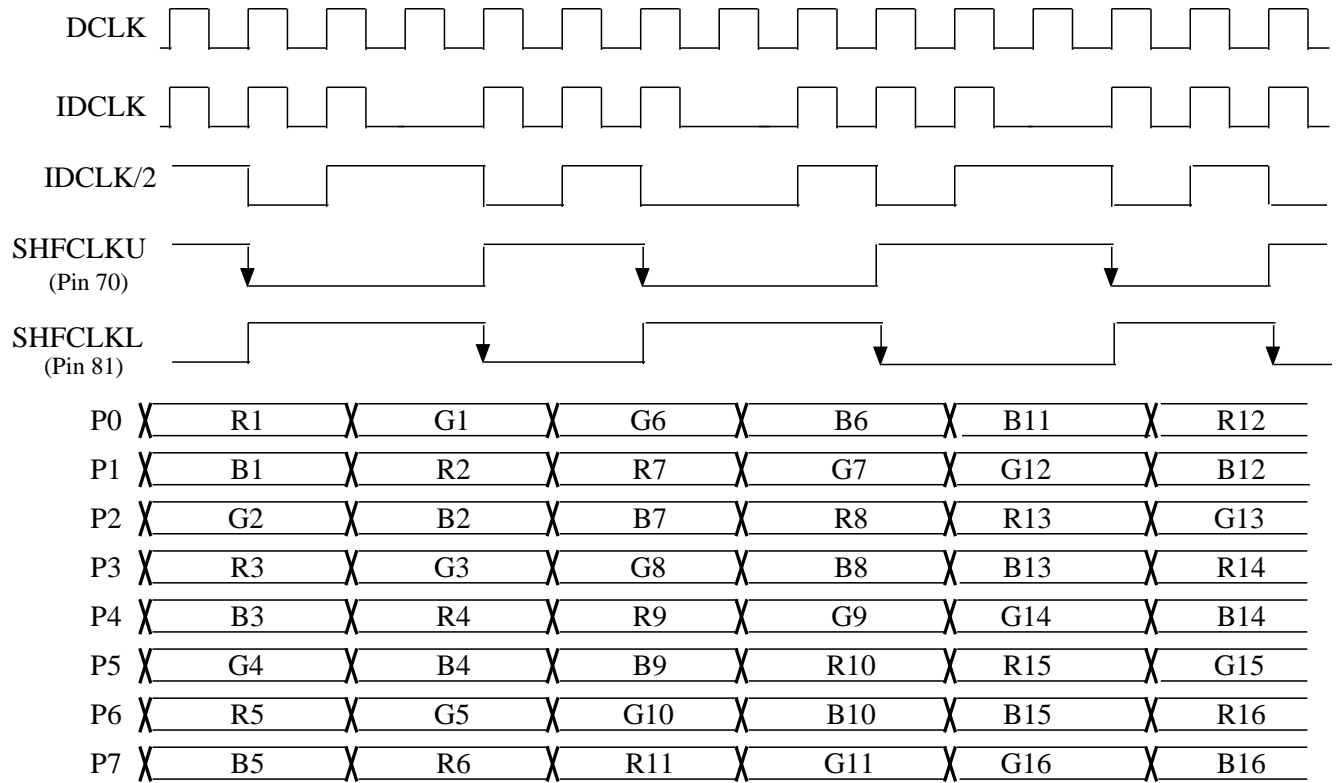 DCLK
IDCLK
IDCLK/2
SHFCLKU
(Pin 70)
SHFCLKL
(Pin 81)
P0 R1 G1 G6 B6 B11 R12
P1 B1 R2 R7 G7 G12 B12
P2 G2 B2 B7 R8 R13 G13
P3 R3 G3 G8 B8 B13 R14
P4 B3 R4 R9 G9 G14 B14
P5 G4 B4 B9 R10 R15 G15
P6 R5 G5 G10 B10 B15 R16
P7 B5 R6 R11 G11 G16 B16